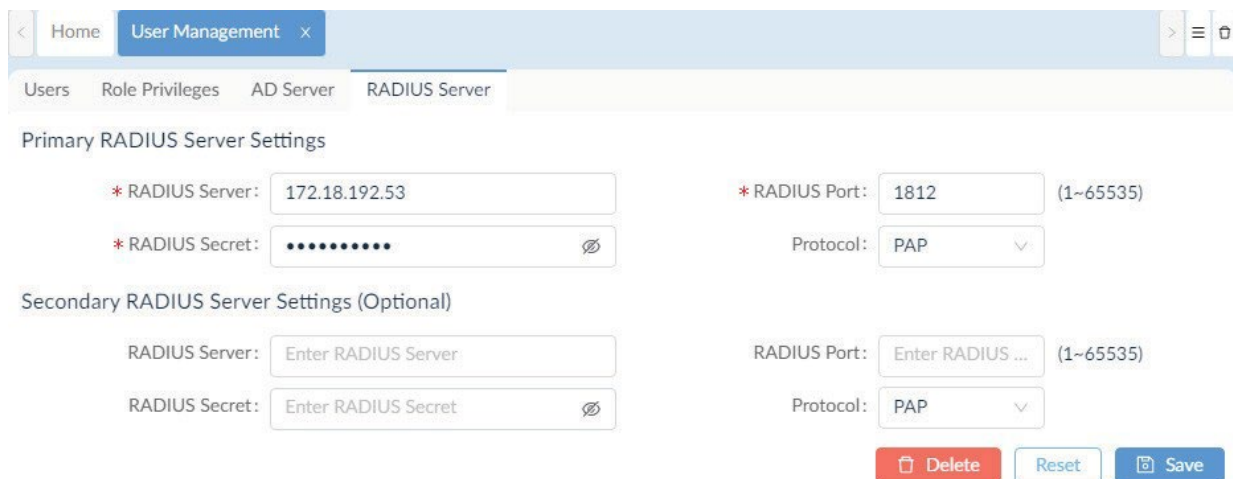 Home User Management X
Users Role Privileges AD Server RADIUS Server
Primary RADIUS Server Settings
* RADIUS Server: 172.18.192.53 * RADIUS Port: 1812 (1~65535)
* RADIUS Secret: •••••••••• Protocol: PAP
Secondary RADIUS Server Settings (Optional)
RADIUS Server: Enter RADIUS Server RADIUS Port: Enter RADIUS ... (1~65535)
RADIUS Secret: Enter RADIUS Secret Protocol: PAP
Delete Reset Save